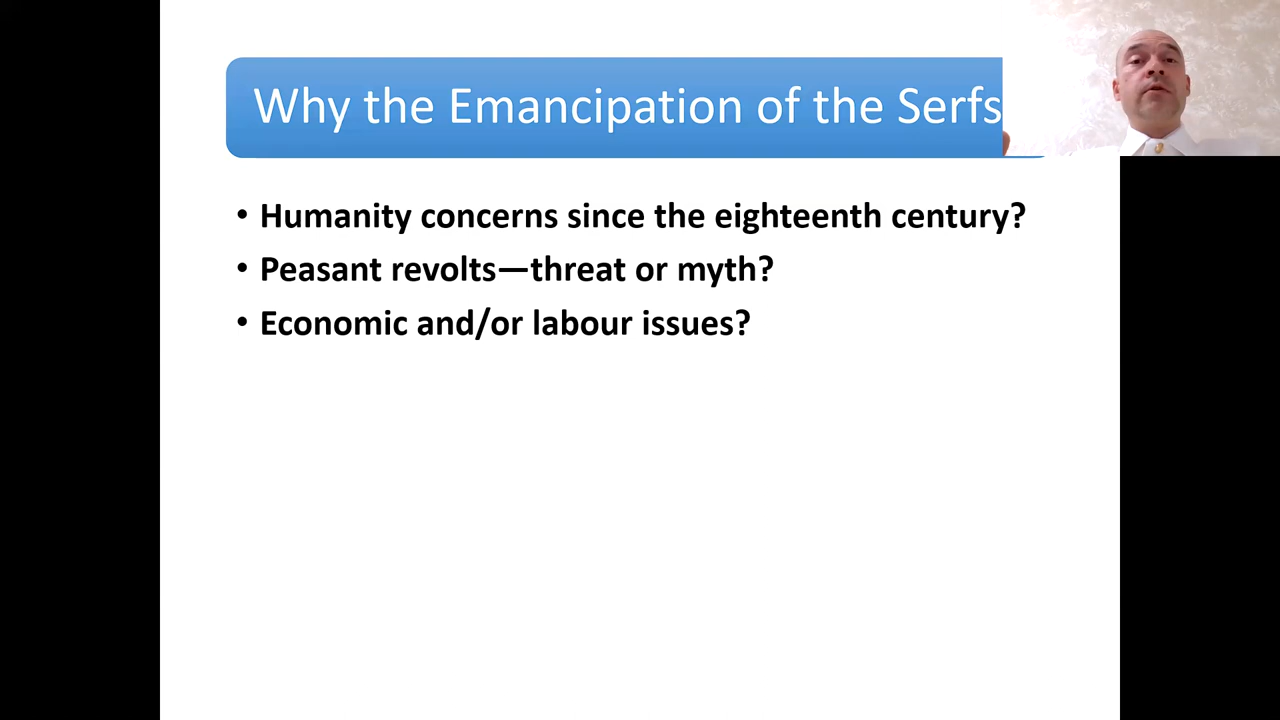 Why the Emancipation of the Serfs
• Humanity concerns since the eighteenth century?
• Peasant revolts—threat or myth?
• Economic and/or labour issues?